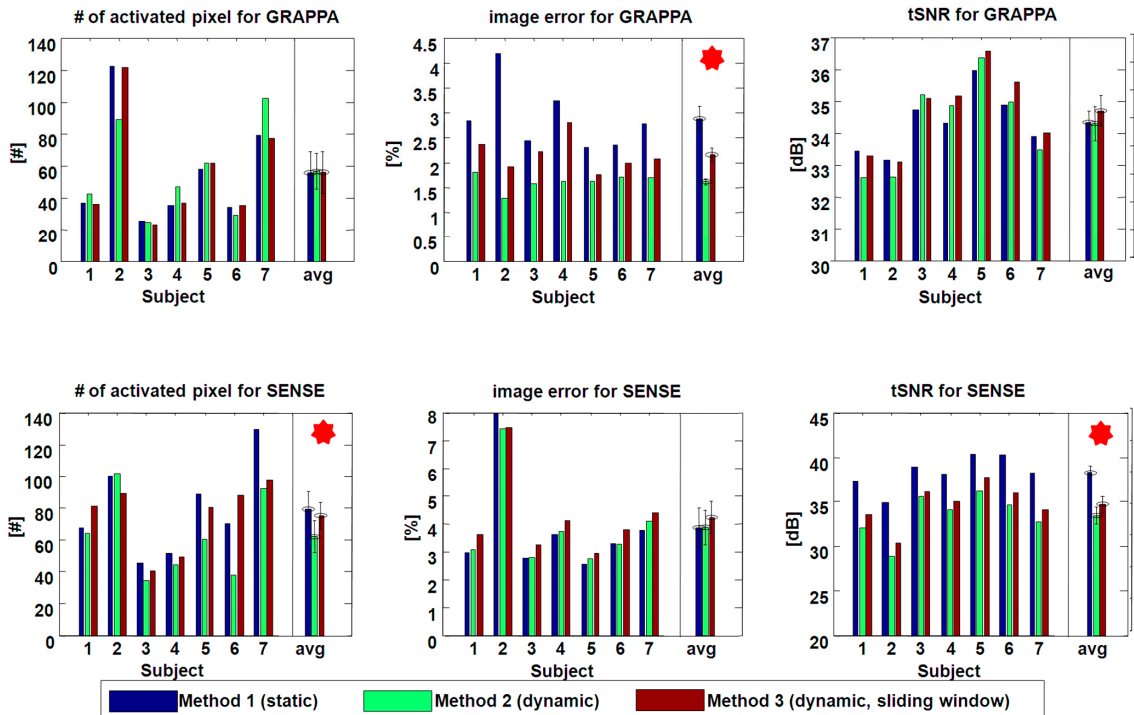 # of activated pixel for GRAPPA
140
120
100
80
60
40
20
0
[#]
1 2 3 4 5 6 7 avg
Subject
image error for GRAPPA
4.5
4
3.5
3
2.5
2
1.5
1
0.5
0
[%]
1 2 3 4 5 6 7 avg
Subject
tSNR for GRAPPA
37
36
35
34
33
32
31
30
[dB]
1 2 3 4 5 6 7 avg
Subject
# of activated pixel for SENSE
140
120
100
80
60
40
20
0
[#]
1 2 3 4 5 6 7 avg
Subject
image error for SENSE
8
7
6
5
4
3
2
1
0
[%]
1 2 3 4 5 6 7 avg
Subject
tSNR for SENSE
45
40
35
30
25
20
[dB]
1 2 3 4 5 6 7 avg
Subject
Method 1 (static) Method 2 (dynamic) Method 3 (dynamic, sliding window)